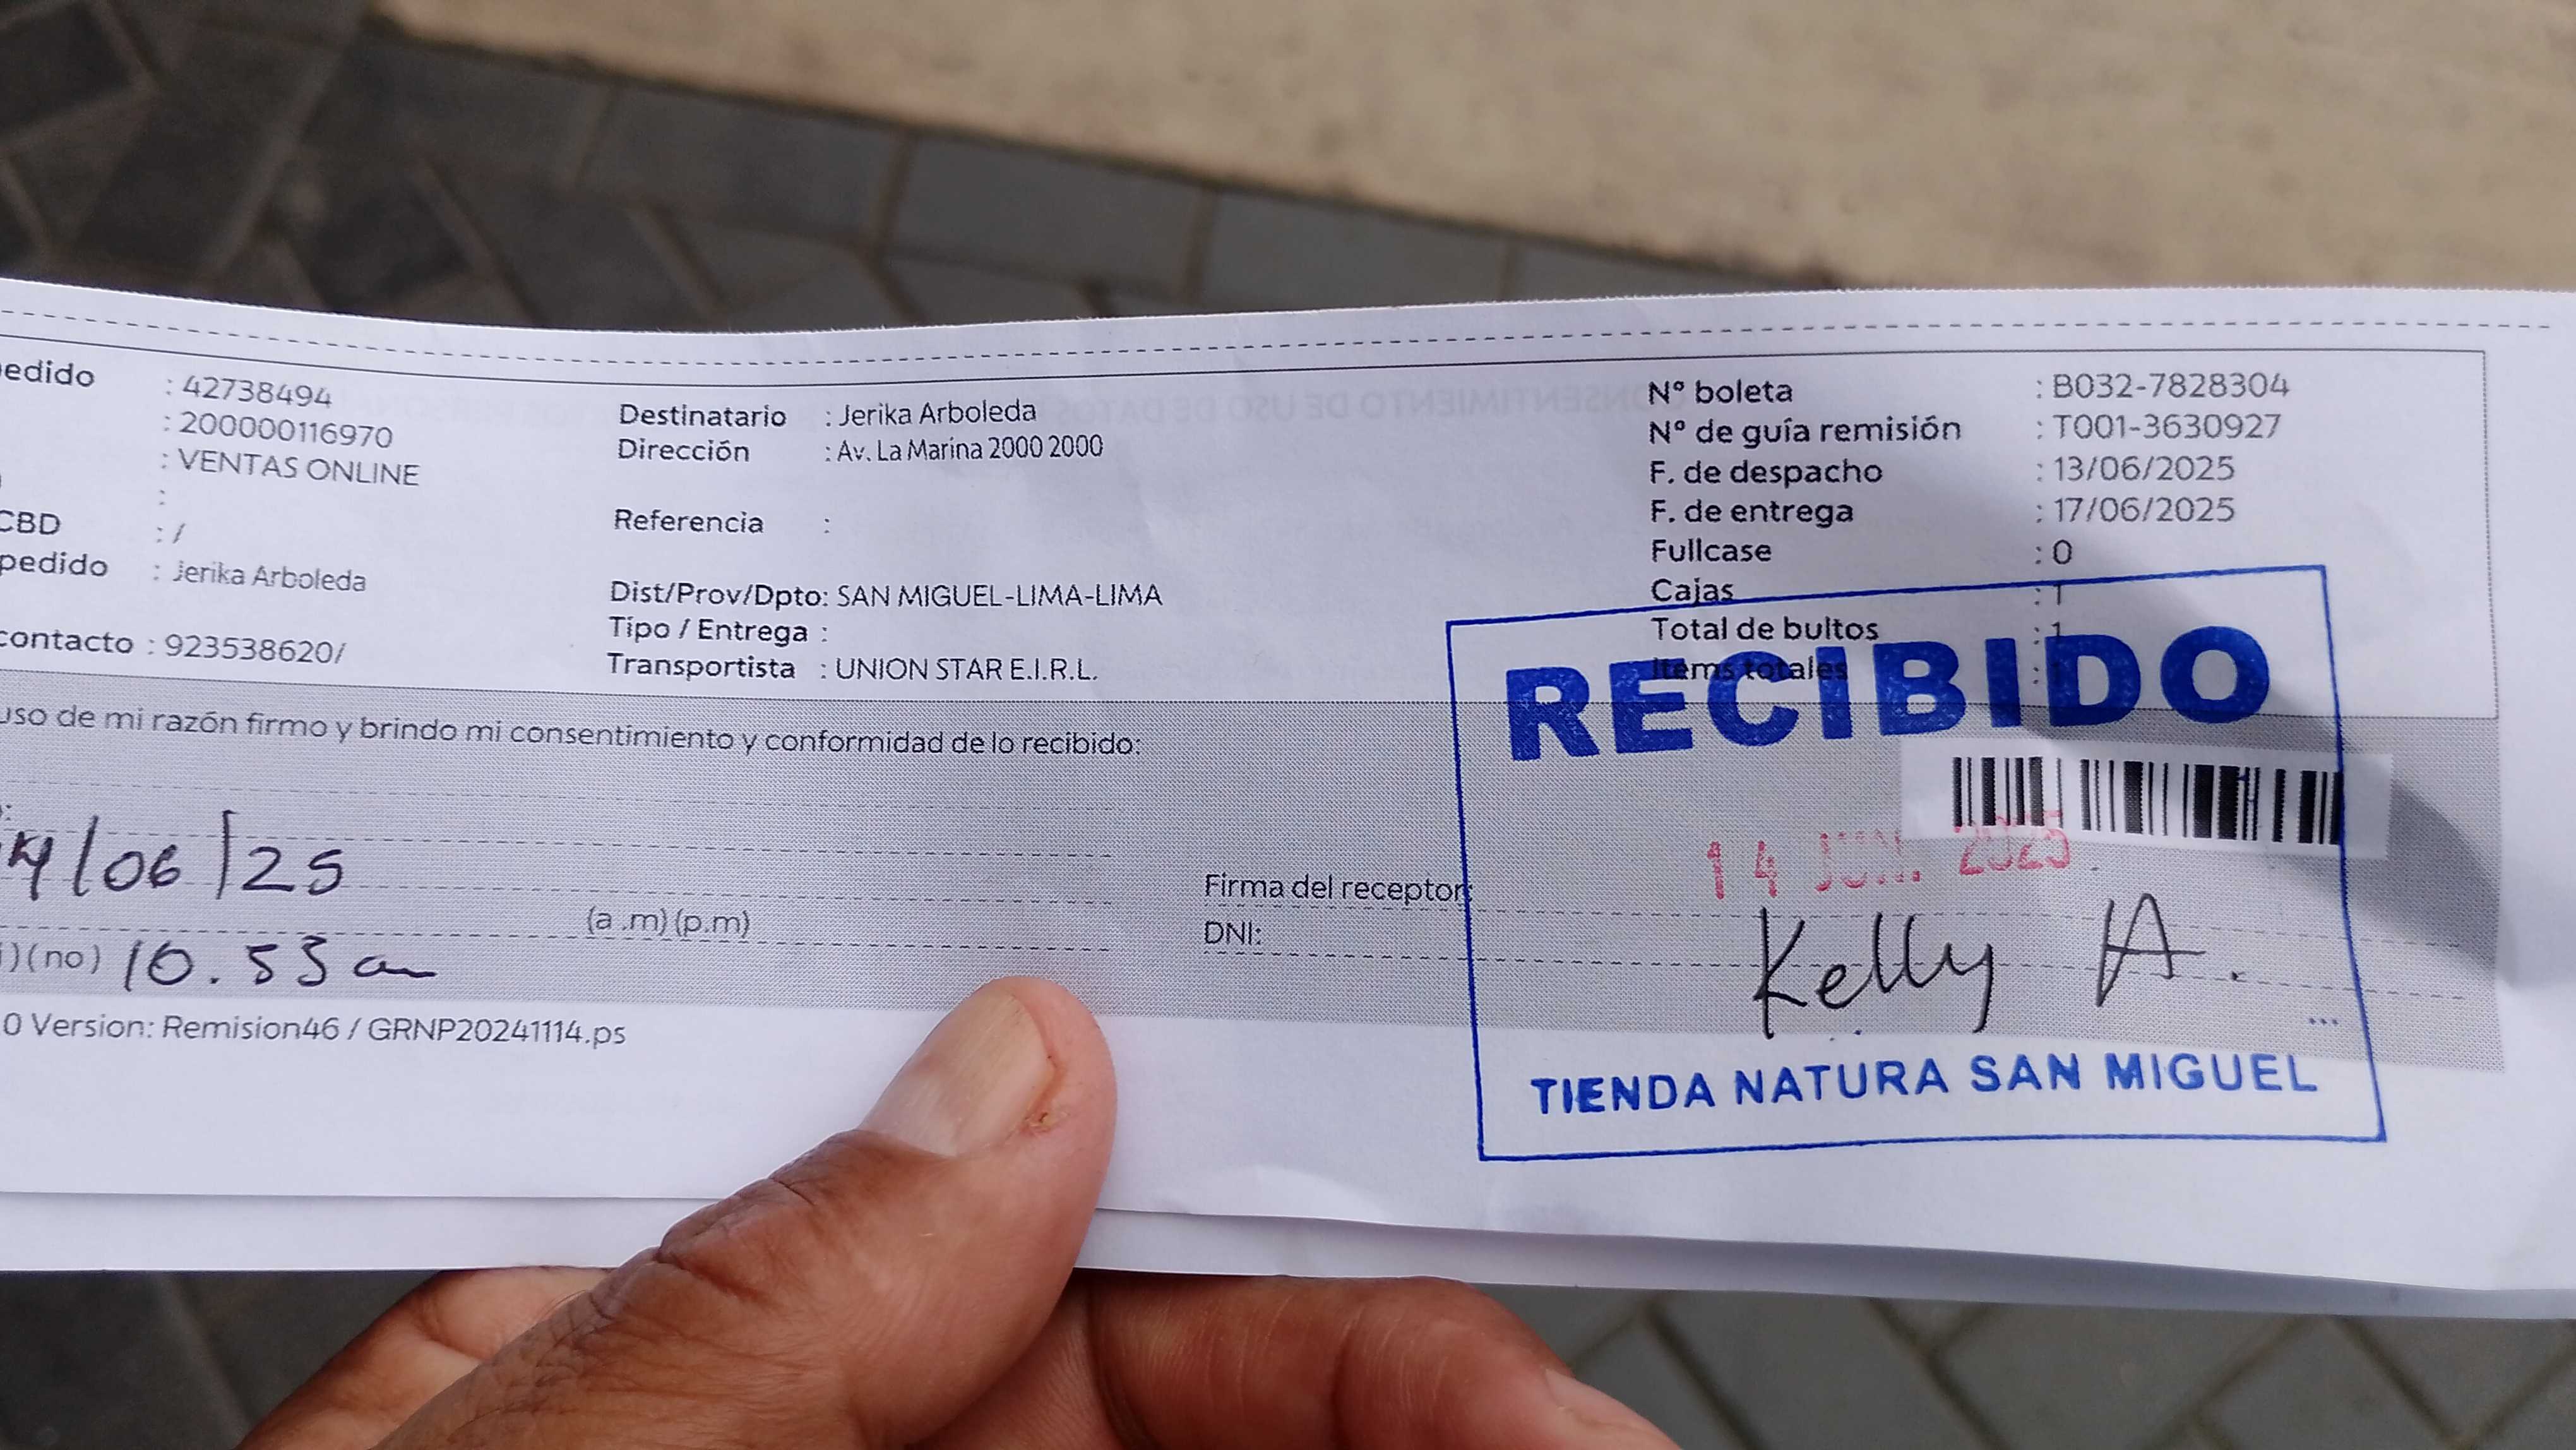 edido : 42738494
: 200000116970
: VENTAS ONLINE
:
CBD : /
pedido : Jerika Arboleda
contacto : 923538620/
Destinatario : Jerika Arboleda
Dirección : Av. La Marina 2000 2000
Referencia :
Dist/Prov/Dpto: SAN MIGUEL-LIMA-LIMA
Tipo / Entrega :
Transportista : UNION STAR E.I.R.L.
Nº boleta : B032-7828304
Nº de guía remisión : T001-3630927
F. de despacho : 13/06/2025
F. de entrega : 17/06/2025
Fullcase : 0
Cajas : 1
Total de bultos : 1
Items totales : 1
RECIBIDO
uso de mi razón firmo y brindo mi consentimiento y conformidad de lo recibido:
4/06/25
(a .m) (p.m)
)(no) 10.53 am
Firma del receptor:
DNI:
14 JUN. 2025
Kelly A.
...
TIENDA NATURA SAN MIGUEL
0 Version: Remision46 / GRNP20241114.ps